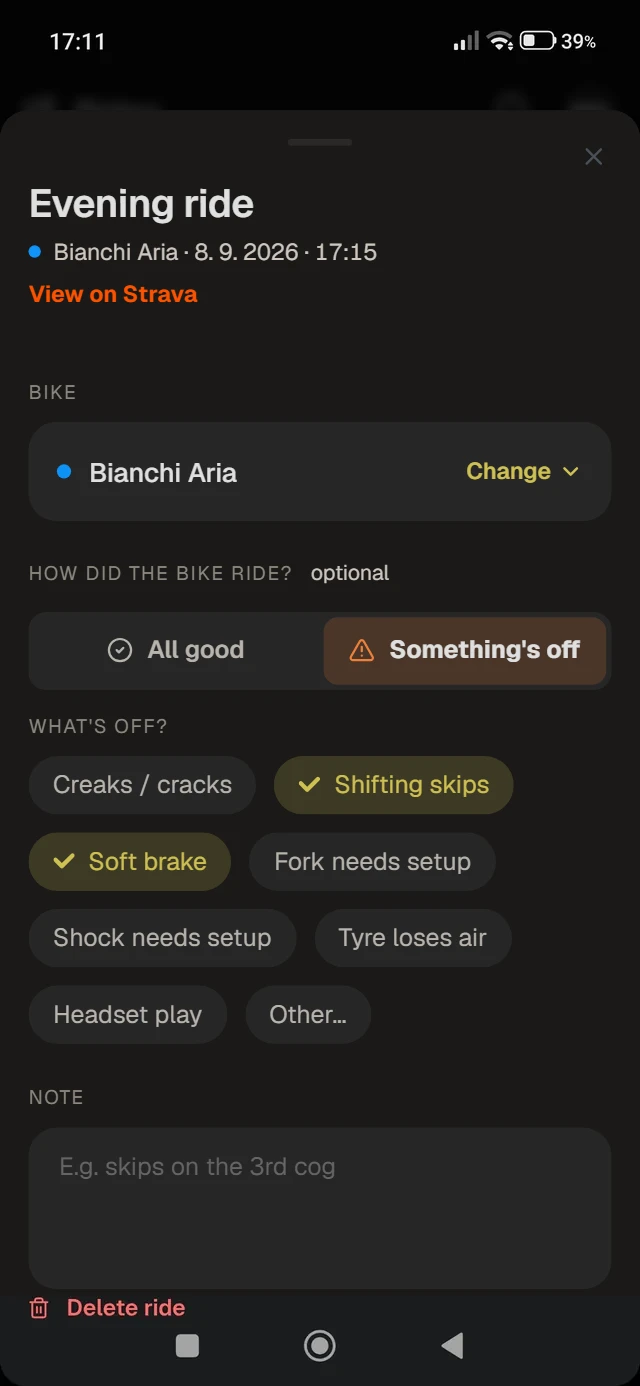 17:11
39%
Evening ride
Bianchi Aria · 8. 9. 2026 · 17:15
View on Strava
BIKE
Bianchi Aria
Change
HOW DID THE BIKE RIDE? optional
All good
Something's off
WHAT'S OFF?
Creaks / cracks
Shifting skips
Soft brake
Fork needs setup
Shock needs setup
Tyre loses air
Headset play
Other...
NOTE
E.g. skips on the 3rd cog
Delete ride